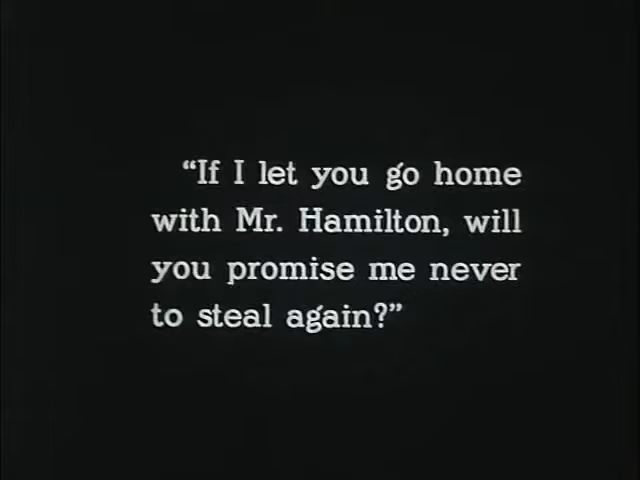 “If I let you go home
with Mr. Hamilton, will
you promise me never
to steal again?”